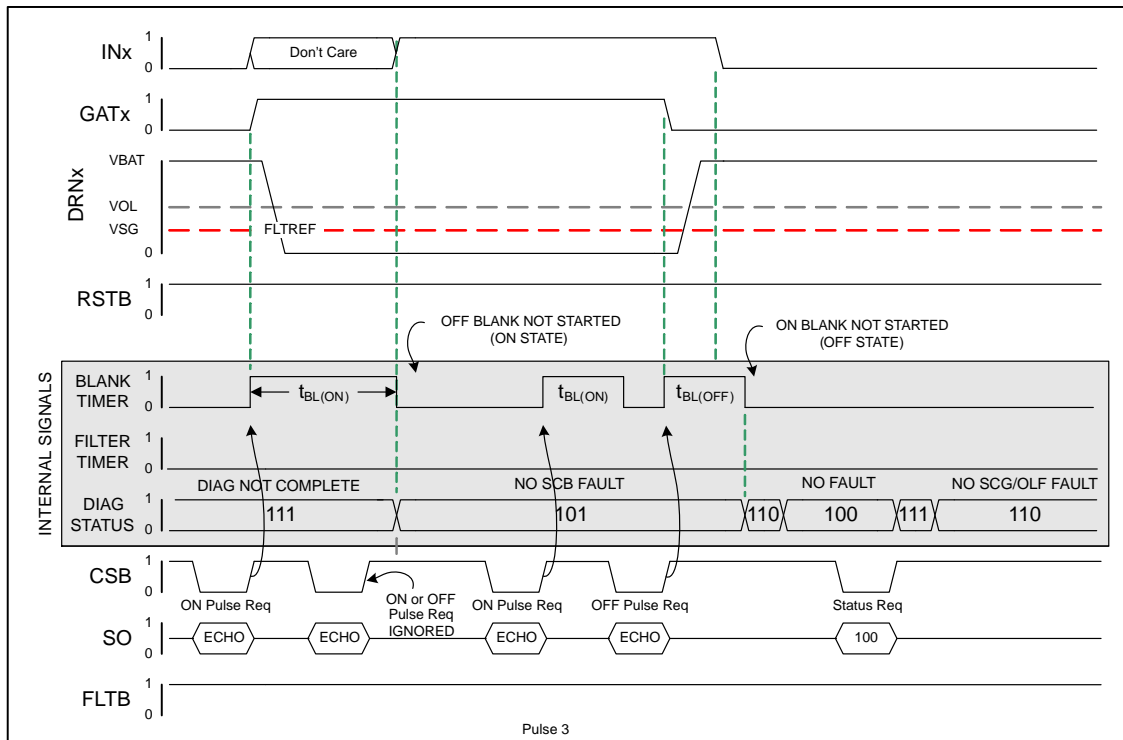 INx
1
0
Don't Care
GATx
1
0
DRNx
VBAT
VOL
VSG
0
FLTREF
RSTB
1
0
OFF BLANK NOT STARTED
(ON STATE)
ON BLANK NOT STARTED
(OFF STATE)
INTERNAL SIGNALS
BLANK
TIMER
1
0
tBL(ON)
tBL(ON)
tBL(OFF)
FILTER
TIMER
1
0
DIAG NOT COMPLETE
NO SCB FAULT
NO FAULT
NO SCG/OLF FAULT
DIAG
STATUS
1
0
111
101
110
100
111
110
CSB
1
0
ON Pulse Req
ON or OFF
Pulse Req
IGNORED
ON Pulse Req
OFF Pulse Req
Status Req
SO
1
0
ECHO
ECHO
ECHO
ECHO
100
FLTB
1
0
Pulse 3